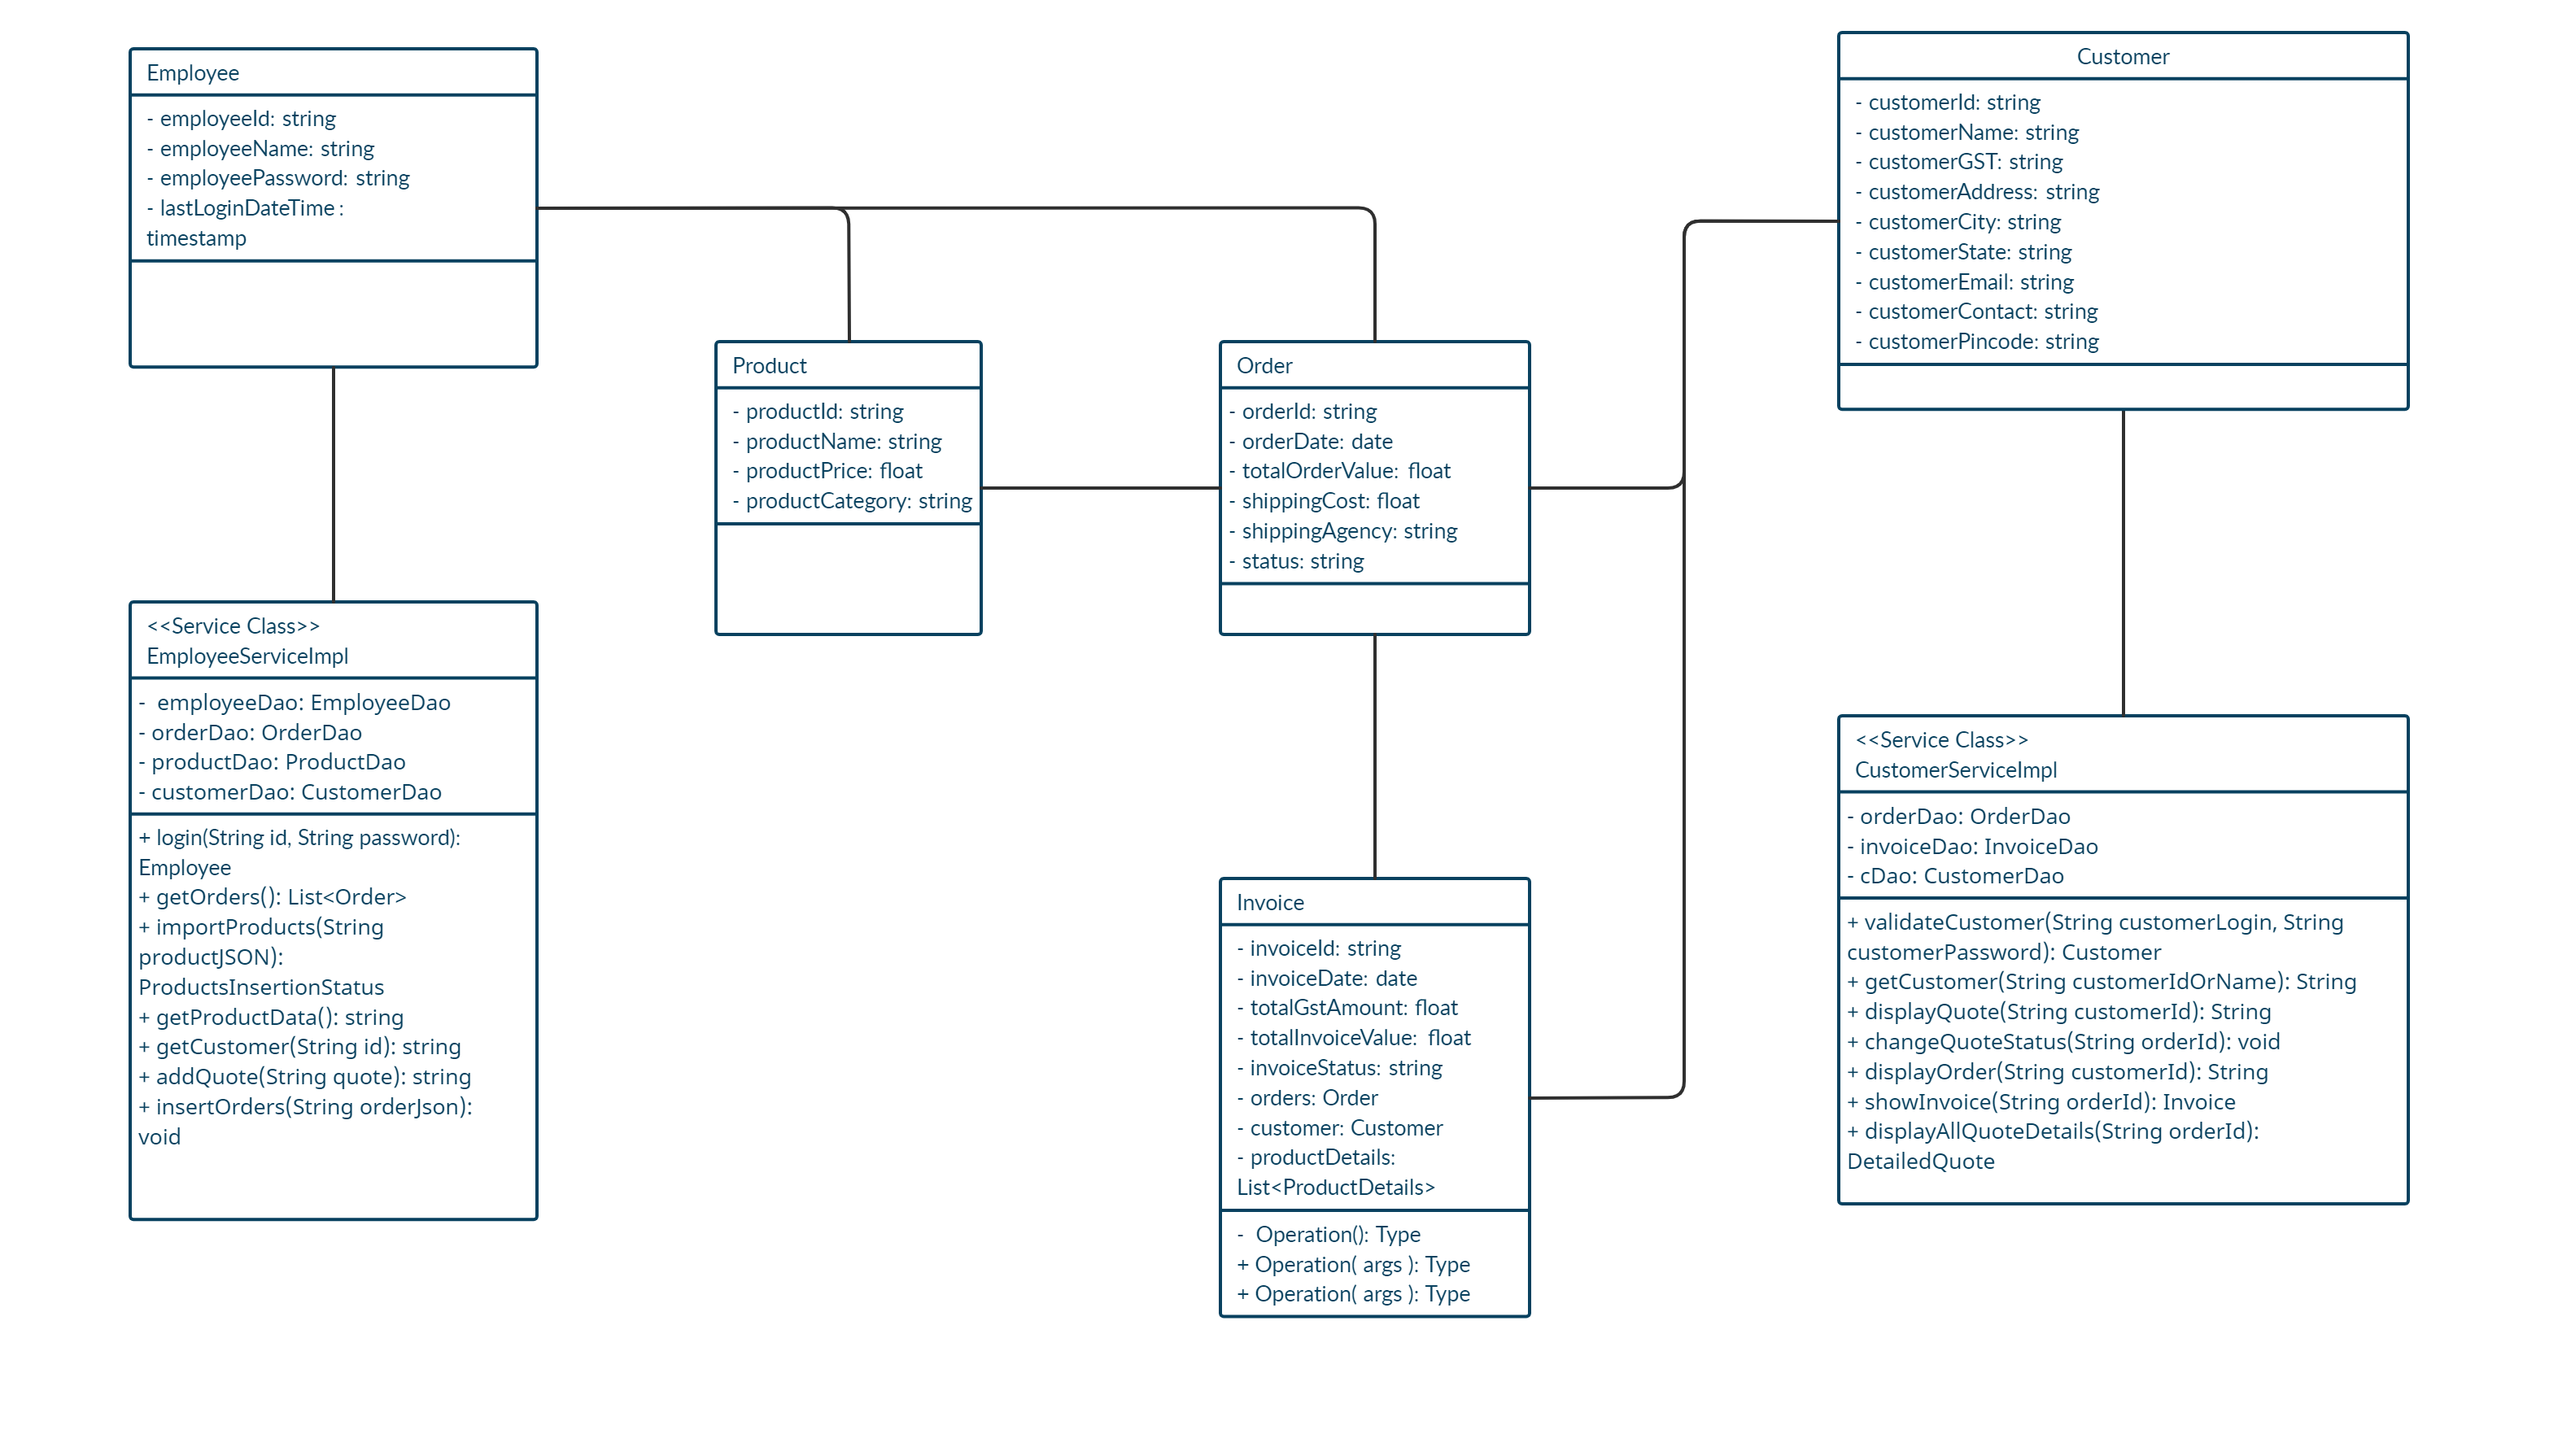 Employee
- employeeId: string
- employeeName: string
- employeePassword: string
- lastLoginDateTime :
timestamp
<<Service Class>>
EmployeeServiceImpl
-  employeeDao: EmployeeDao
- orderDao: OrderDao
- productDao: ProductDao
- customerDao: CustomerDao
+ login(String id, String password):
Employee
+ getOrders(): List<Order>
+ importProducts(String
productJSON):
ProductsInsertionStatus
+ getProductData(): string
+ getCustomer(String id): string
+ addQuote(String quote): string
+ insertOrders(String orderJson):
void
Product
- productId: string
- productName: string
- productPrice: float
- productCategory: string
Order
- orderId: string
- orderDate: date
- totalOrderValue:  float
- shippingCost: float
- shippingAgency: string
- status: string
Invoice
- invoiceId: string
- invoiceDate: date
- totalGstAmount: float
- totalInvoiceValue:  float
- invoiceStatus: string
- orders: Order
- customer: Customer
- productDetails:
List<ProductDetails>
-  Operation(): Type
+ Operation( args ): Type
+ Operation( args ): Type
Customer
- customerId: string
- customerName: string
- customerGST: string
- customerAddress: string
- customerCity: string
- customerState: string
- customerEmail: string
- customerContact: string
- customerPincode: string
<<Service Class>>
CustomerServiceImpl
- orderDao: OrderDao
- invoiceDao: InvoiceDao
- cDao: CustomerDao
+ validateCustomer(String customerLogin, String
customerPassword): Customer
+ getCustomer(String customerIdOrName): String
+ displayQuote(String customerId): String
+ changeQuoteStatus(String orderId): void
+ displayOrder(String customerId): String
+ showInvoice(String orderId): Invoice
+ displayAllQuoteDetails(String orderId):
DetailedQuote